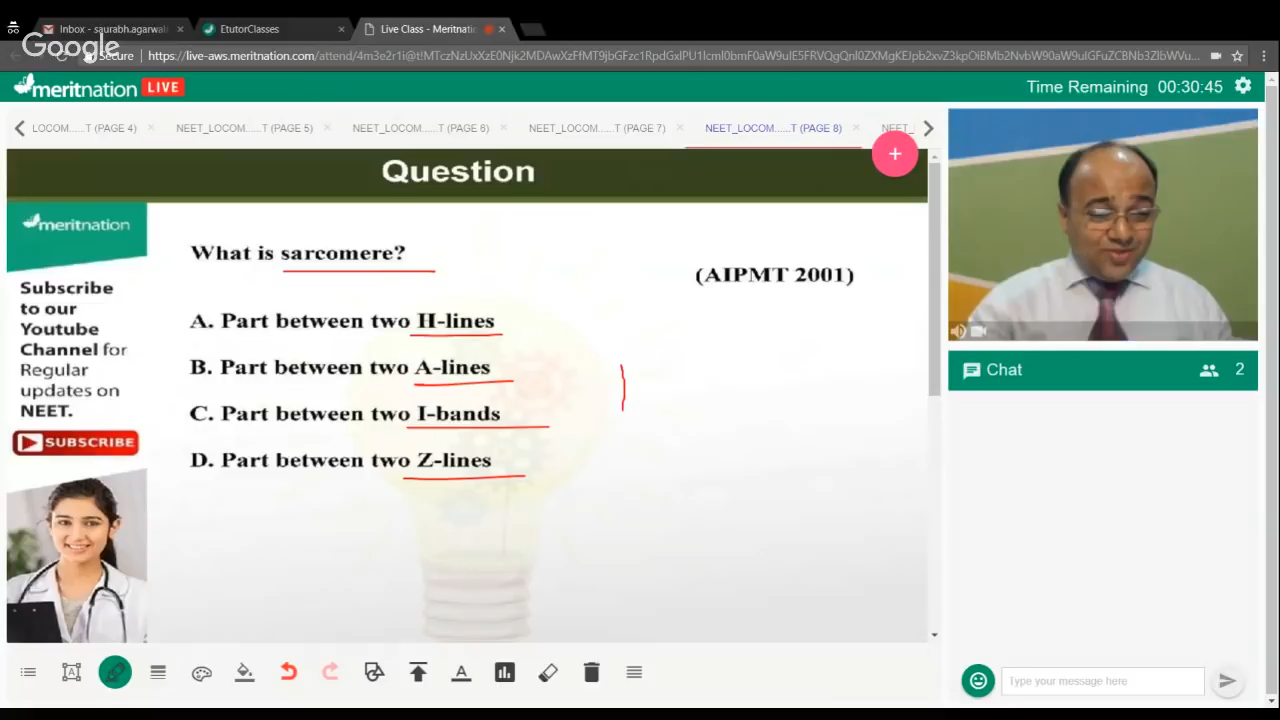 Inbox - saurabh.agarwal
EtutorClasses
Live Class - Meritnatio
Google
Secure
https://live-aws.meritnation.com
meritnation LIVE
Time Remaining 00:30:45
LOCOM......T (PAGE 4)
NEET_LOCOM......T (PAGE 5)
NEET_LOCOM......T (PAGE 6)
NEET_LOCOM......T (PAGE 7)
NEET_LOCOM......T (PAGE 8)
NEET_
Question
meritnation
Subscribe
to our
Youtube
Channel for
Regular
updates on
NEET.
SUBSCRIBE
What is sarcomere?
(AIPMT 2001)
A. Part between two H-lines
B. Part between two A-lines
C. Part between two I-bands
D. Part between two Z-lines
Chat
2
Type your message here